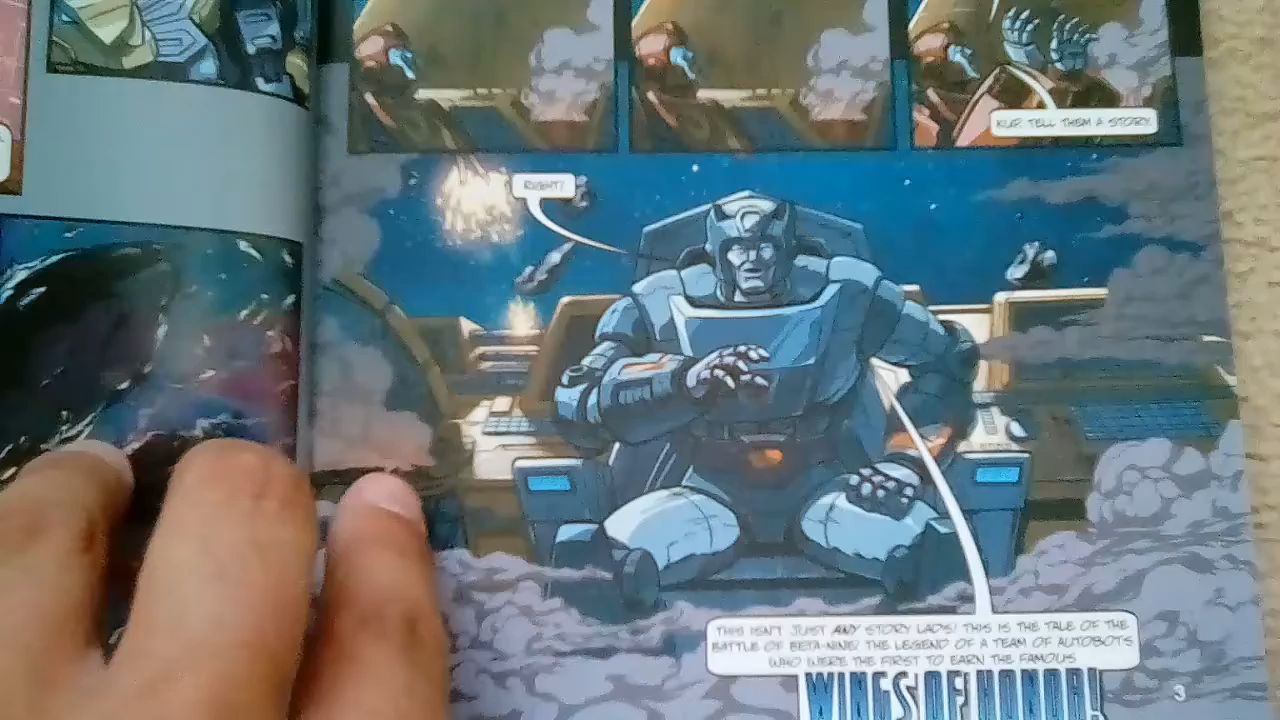 KUP, TELL THEM A STORY.
RIGHT!
THIS ISN'T JUST ANY STORY LADS! THIS IS THE TALE OF THE
BATTLE OF BETA-NINE! THE LEGEND OF A TEAM OF AUTOBOTS
WHO WERE THE FIRST TO EARN THE FAMOUS
WINGS OF HONOR!
3